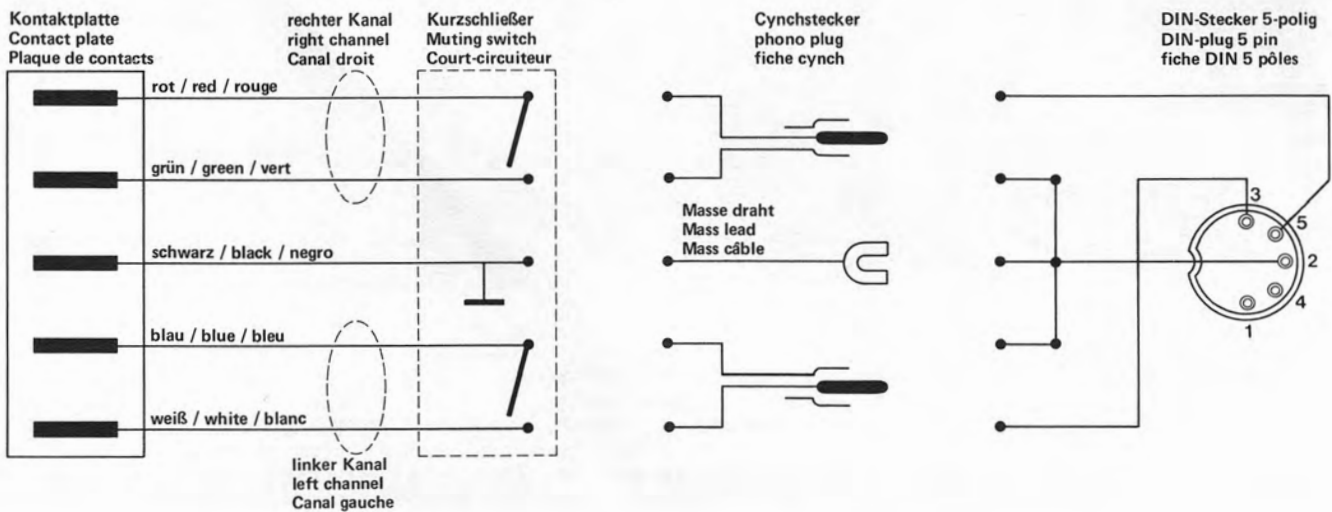 Kontaktplatte
Contact plate
Plaque de contacts
rechter Kanal
right channel
Canal droit
Kurzschließer
Muting switch
Court-circuiteur
Cynchstecker
phono plug
fiche cynch
DIN-Stecker 5-polig
DIN-plug 5 pin
fiche DIN 5 pôles
rot / red / rouge
grün / green / vert
schwarz / black / negro
blau / blue / bleu
weiß / white / blanc
linker Kanal
left channel
Canal gauche
Masse draht
Mass lead
Mass câble
3
5
2
4
1